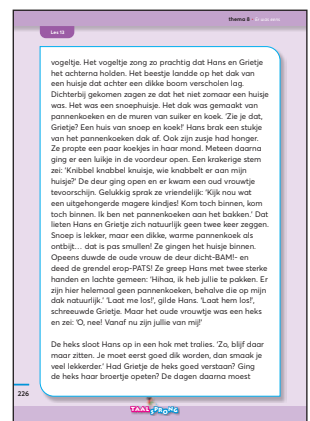 thema 8
Les 13
vogeltje. Het vogeltje zong zo prachtig dat Hans en Grietje
het achterna holden. Het beestje landde op het dak van
een huisje dat achter een dikke boom verscholen lag.
Dichterbij gekomen zagen ze dat het niet zomaar een huisje
was. Het was een snoephuisje. Het dak was gemaakt van
pannenkoeken en de muren van suiker en koek. 'Zie je dat,
Grietje? Een huis van snoep en koek!' Hans brak een stukje
van het pannenkoeken dak af. Ook zijn zusje had honger.
Ze propte een paar koekjes in haar mond. Meteen daarna
ging er een luikje in de voordeur open. Een krakerige stem
zei: 'Knibbel knabbel knuisje, wie knabbelt er aan mijn
huisje?' De deur ging open en er kwam een oud vrouwtje
tevoorschijn. Gelukkig sprak ze vriendelijk: 'Kijk nou wat
een uitgehongerde magere kindjes! Kom toch binnen, kom
toch binnen. Ik ben net pannenkoeken aan het bakken.' Dat
lieten Hans en Grietje zich natuurlijk geen twee keer zeggen.
Snoep is lekker, maar een dikke, warme pannenkoek als
ontbijt… dat is pas smullen! Ze gingen het huisje binnen.
Opeens duwde de oude vrouw de deur dicht-BAM!- en
deed de grendel erop-PATS! Ze greep Hans met twee sterke
handen en lachte gemeen: 'Hihaa, ik heb jullie te pakken. Er
zijn hier helemaal geen pannenkoeken, behalve die op mijn
dak natuurlijk.' 'Laat me los!', gilde Hans. 'Laat hem los!',
schreeuwde Grietje. Maar het oude vrouwtje was een heks
en zei: 'O, nee! Vanaf nu zijn jullie van mij!'
De heks sloot Hans op in een hok met tralies. 'Zo, blijf daar
maar zitten. Je moet eerst goed dik worden, dan smaak je
veel lekkerder.' Had Grietje de heks goed verstaan? Ging
de heks haar broertje opeten? De dagen daarna moest
226
TAAL SPRONG